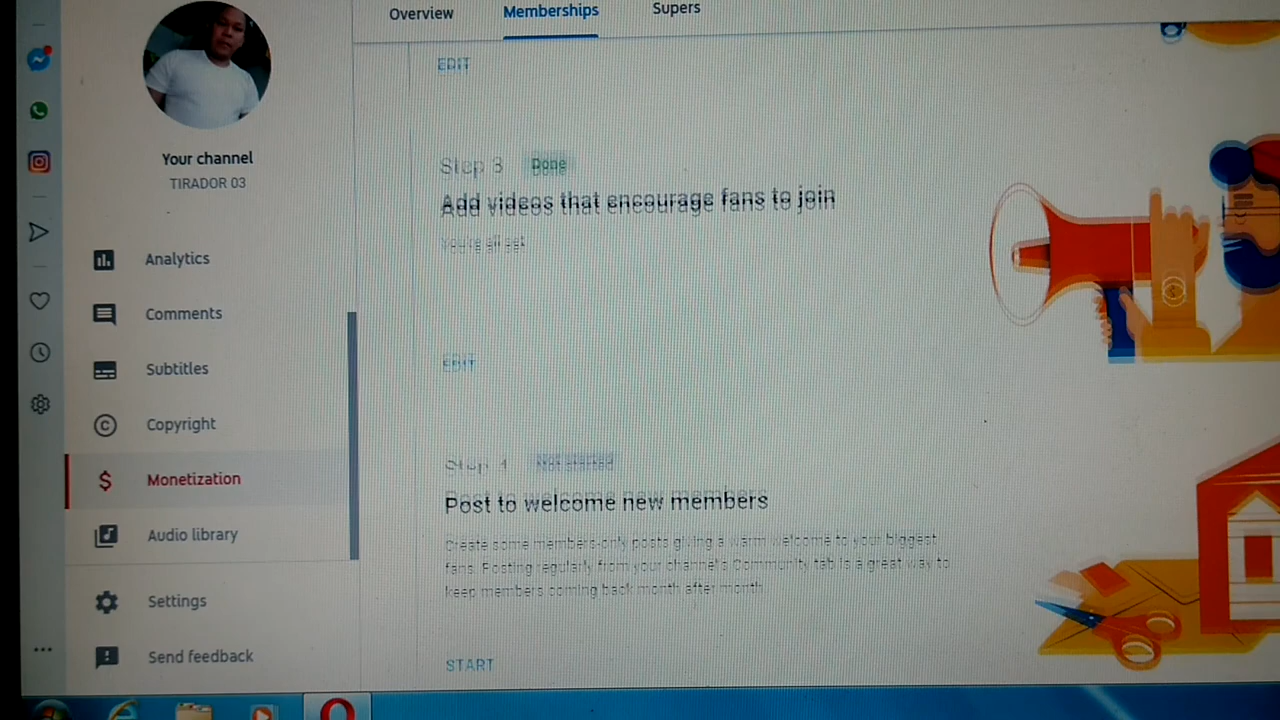 Overview
Memberships
Supers
EDIT
Your channel
TIRADOR 03
Step 3 Done
Add videos that encourage fans to join
You're all set
Analytics
Comments
Subtitles
EDIT
Copyright
Step 4 Not started
Monetization
Post to welcome new members
Audio library
Create some members-only posts giving a warm welcome to your biggest
fans. Posting regularly from your channel's Community tab is a great way to
keep members coming back month after month
Settings
Send feedback
START